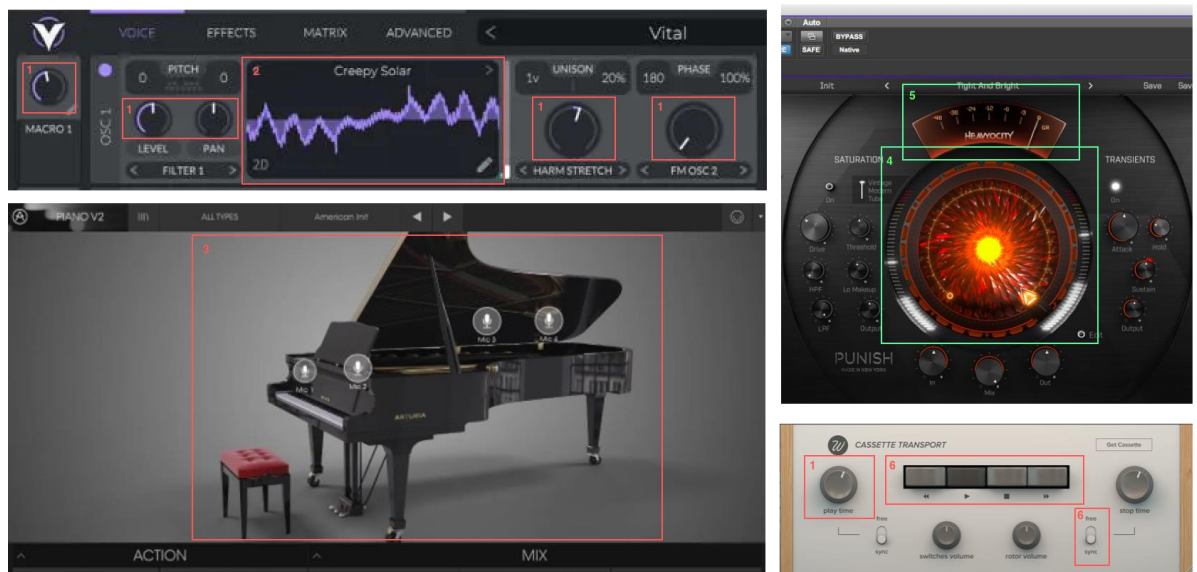 VOICE EFFECTS MATRIX ADVANCED < Vital
1
MACRO 1
OSC 1
0 PITCH 0
1
LEVEL PAN
< FILTER 1 >
2
Creepy Solar >
2D
1v UNISON 20%
1
< HARM STRETCH >
180 PHASE 100%
1
< FM OSC 2 >
PIANO V2 ALL TYPES American Init
3
Mic 1 Mic 2 Mic 3 Mic 4
ARTURIA
ACTION MIX
Auto
BYPASS
SAFE Native
Init < Tight And Bright > Save
5
HEAVYOCITY
GR
4
SATURATION
On
Vintage
Modern
Tube
Drive Threshold
HPF Lo Makeup
LPF Output
TRANSIENTS
On
Attack Hold
Sustain
Output
Edit
PUNISH
MADE IN NEW YORK
In Mix Out
W CASSETTE TRANSPORT Get Cassette
1
6
play time
stop time
free
sync
switches volume
rotor volume
6
free
sync